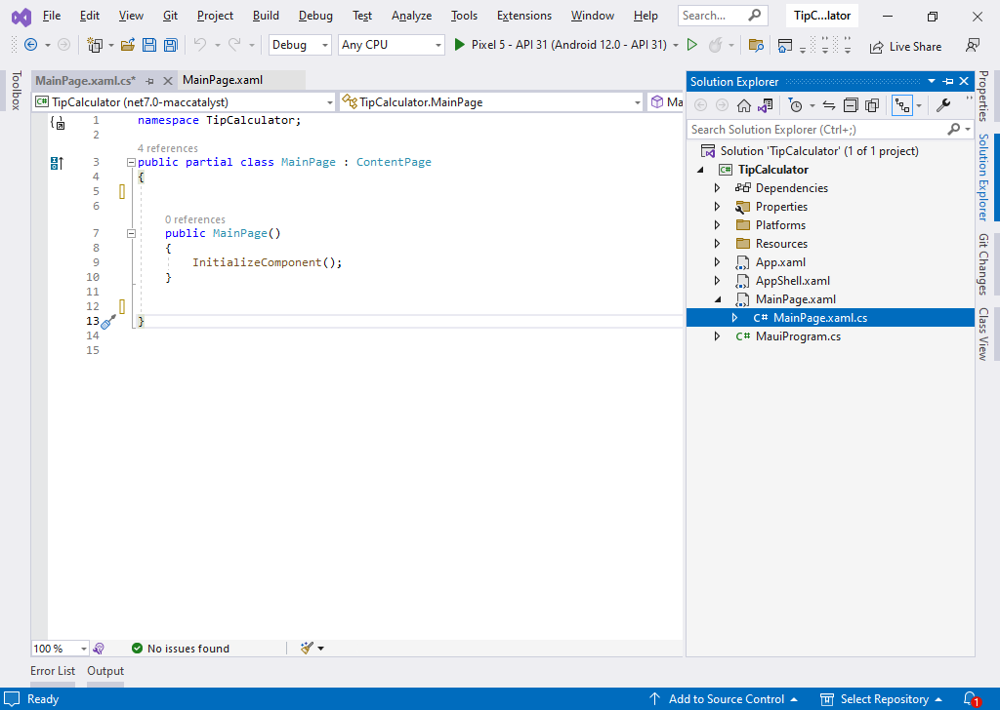 File Edit View Git Project Build Debug Test Analyze Tools Extensions Window Help Search... TipC...lator
Debug Any CPU Pixel 5 - API 31 (Android 12.0 - API 31) Live Share
Toolbox
MainPage.xaml.cs* MainPage.xaml
TipCalculator (net7.0-maccatalyst) TipCalculator.MainPage Ma
1 namespace TipCalculator;
2
4 references
3 public partial class MainPage : ContentPage
4 {
5
6
0 references
7 public MainPage()
8 {
9 InitializeComponent();
10 }
11
12
13 }
14
15
100 % No issues found
Solution Explorer
Search Solution Explorer (Ctrl+;)
Solution 'TipCalculator' (1 of 1 project)
C# TipCalculator
Dependencies
Properties
Platforms
Resources
App.xaml
AppShell.xaml
MainPage.xaml
C# MainPage.xaml.cs
C# MauiProgram.cs
Properties
Solution Explorer
Git Changes
Class View
Error List Output
Ready Add to Source Control Select Repository 1